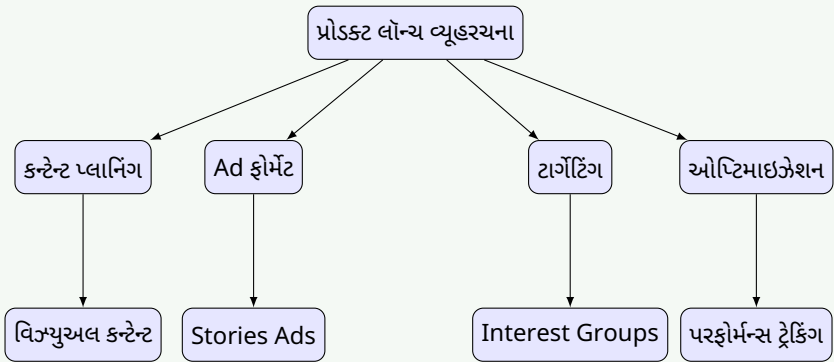 પ્રોડક્ટ લૉન્ચ વ્યૂહરચના
કન્ટેન્ટ પ્લાનિંગ
Ad ફોર્મેટ
ટાર્ગેટિંગ
ઓપ્ટિમાઇઝેશન
વિઝ્યુઅલ કન્ટેન્ટ
Stories Ads
Interest Groups
પરફોર્મન્સ ટ્રેકિંગ